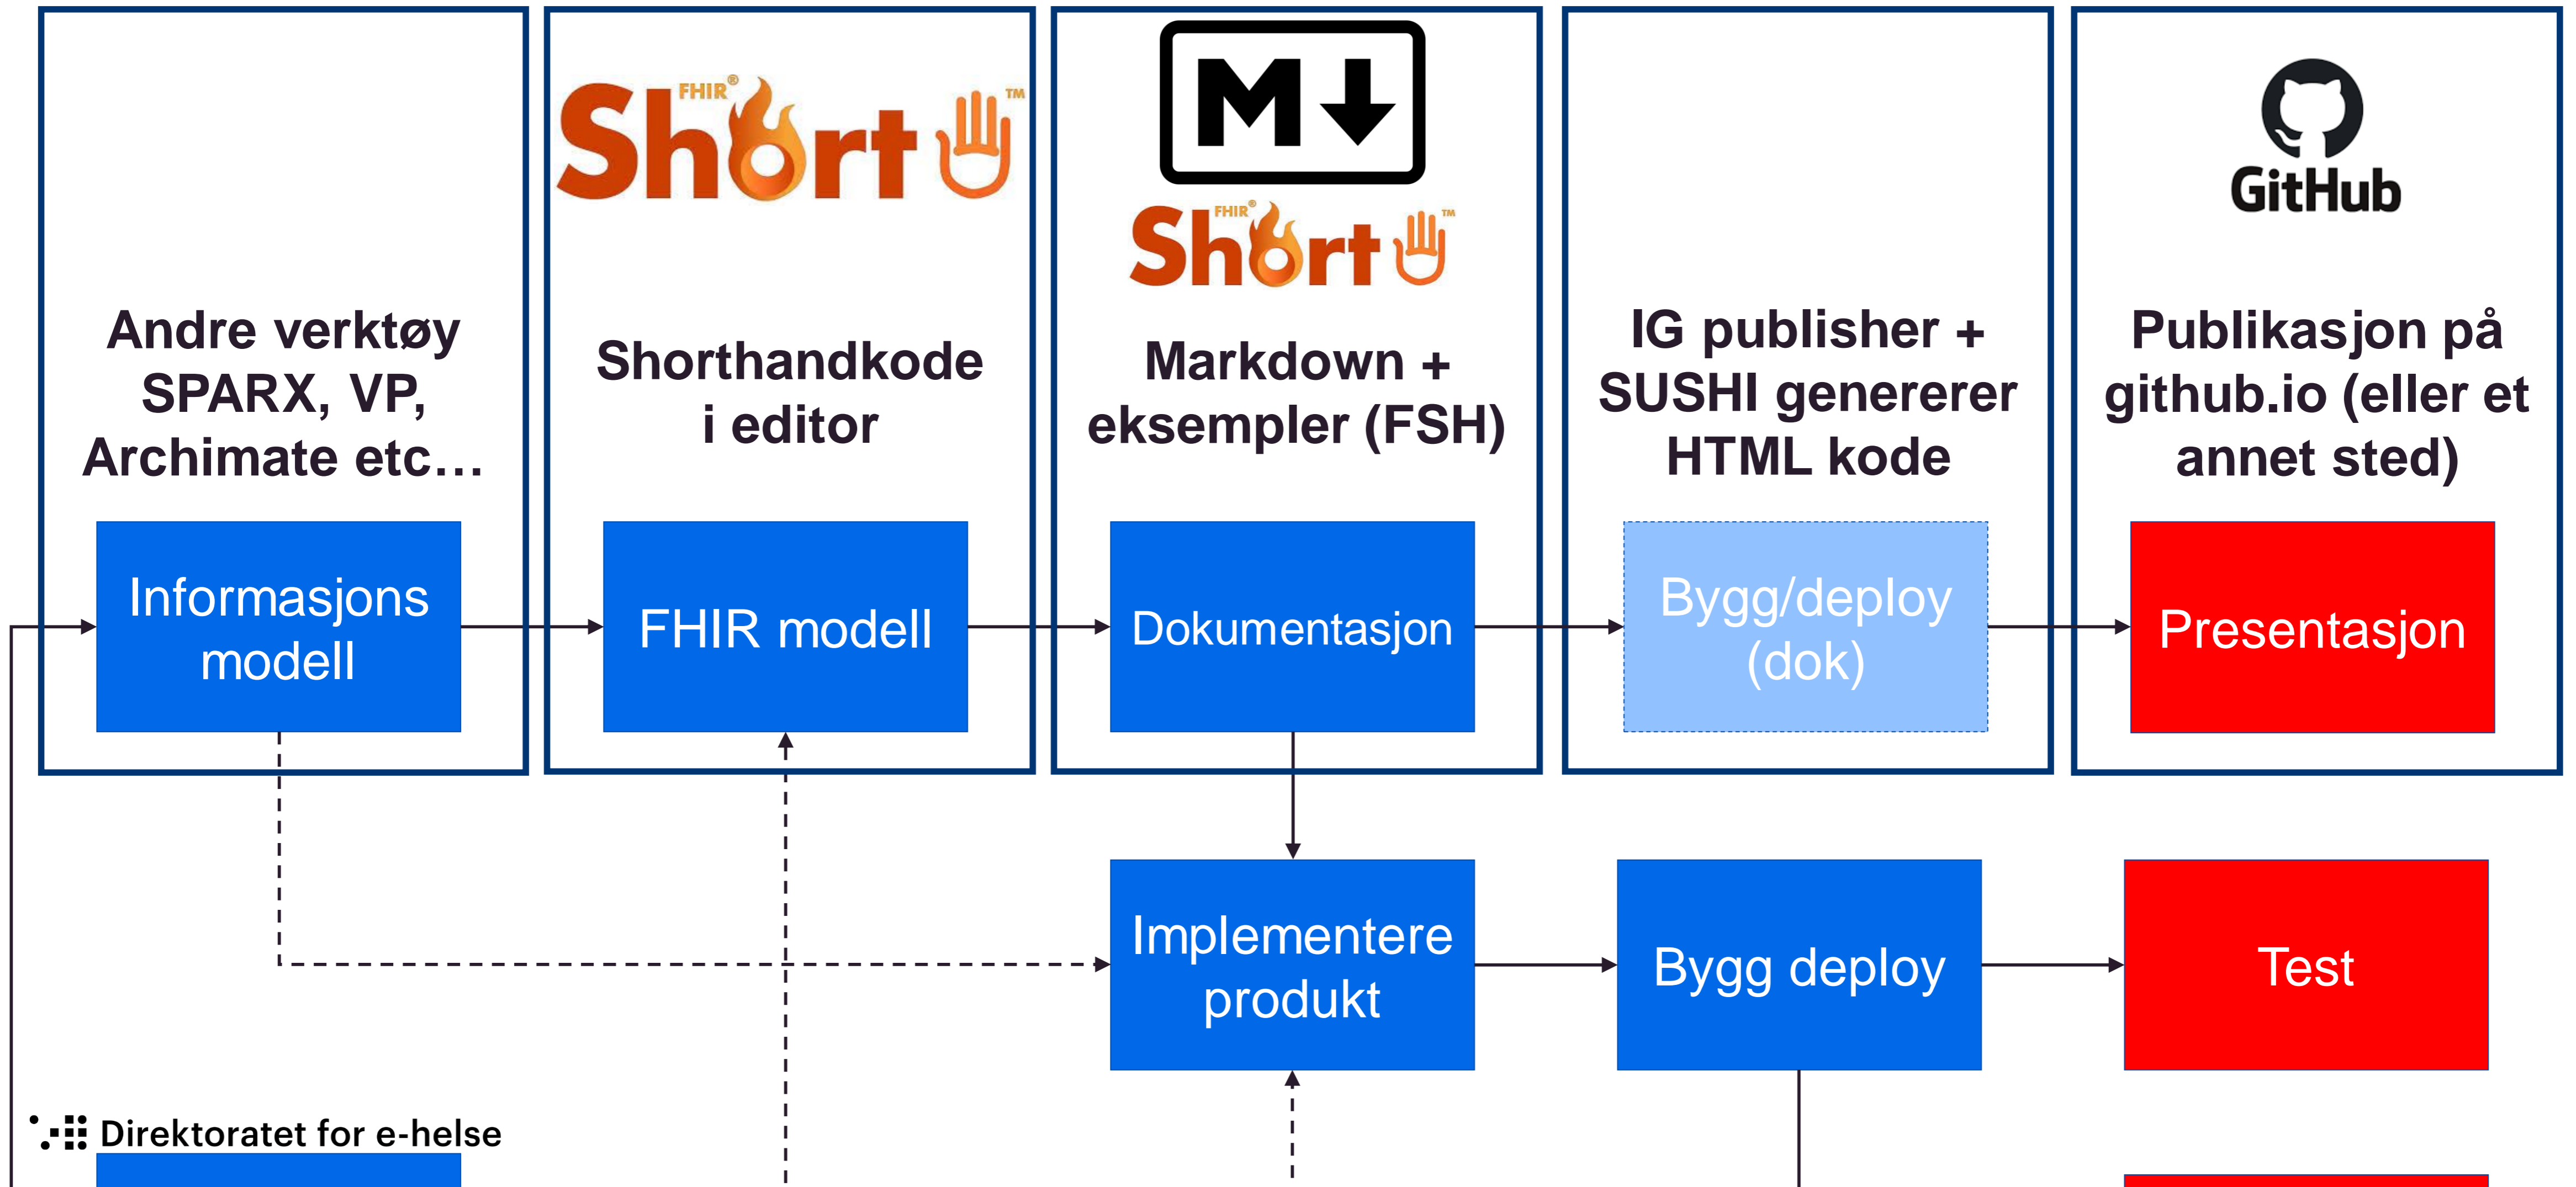 FHIR®
Short ™
M
FHIR®
Short ™
GitHub
Andre verktøy
SPARX, VP,
Archimate etc…
Shorthandkode
i editor
Markdown +
eksempler (FSH)
IG publisher +
SUSHI genererer
HTML kode
Publikasjon på
github.io (eller et
annet sted)
Informasjons
modell
FHIR modell
Dokumentasjon
Bygg/deploy
(dok)
Presentasjon
Implementere
produkt
Bygg deploy
Test
Direktoratet for e-helse